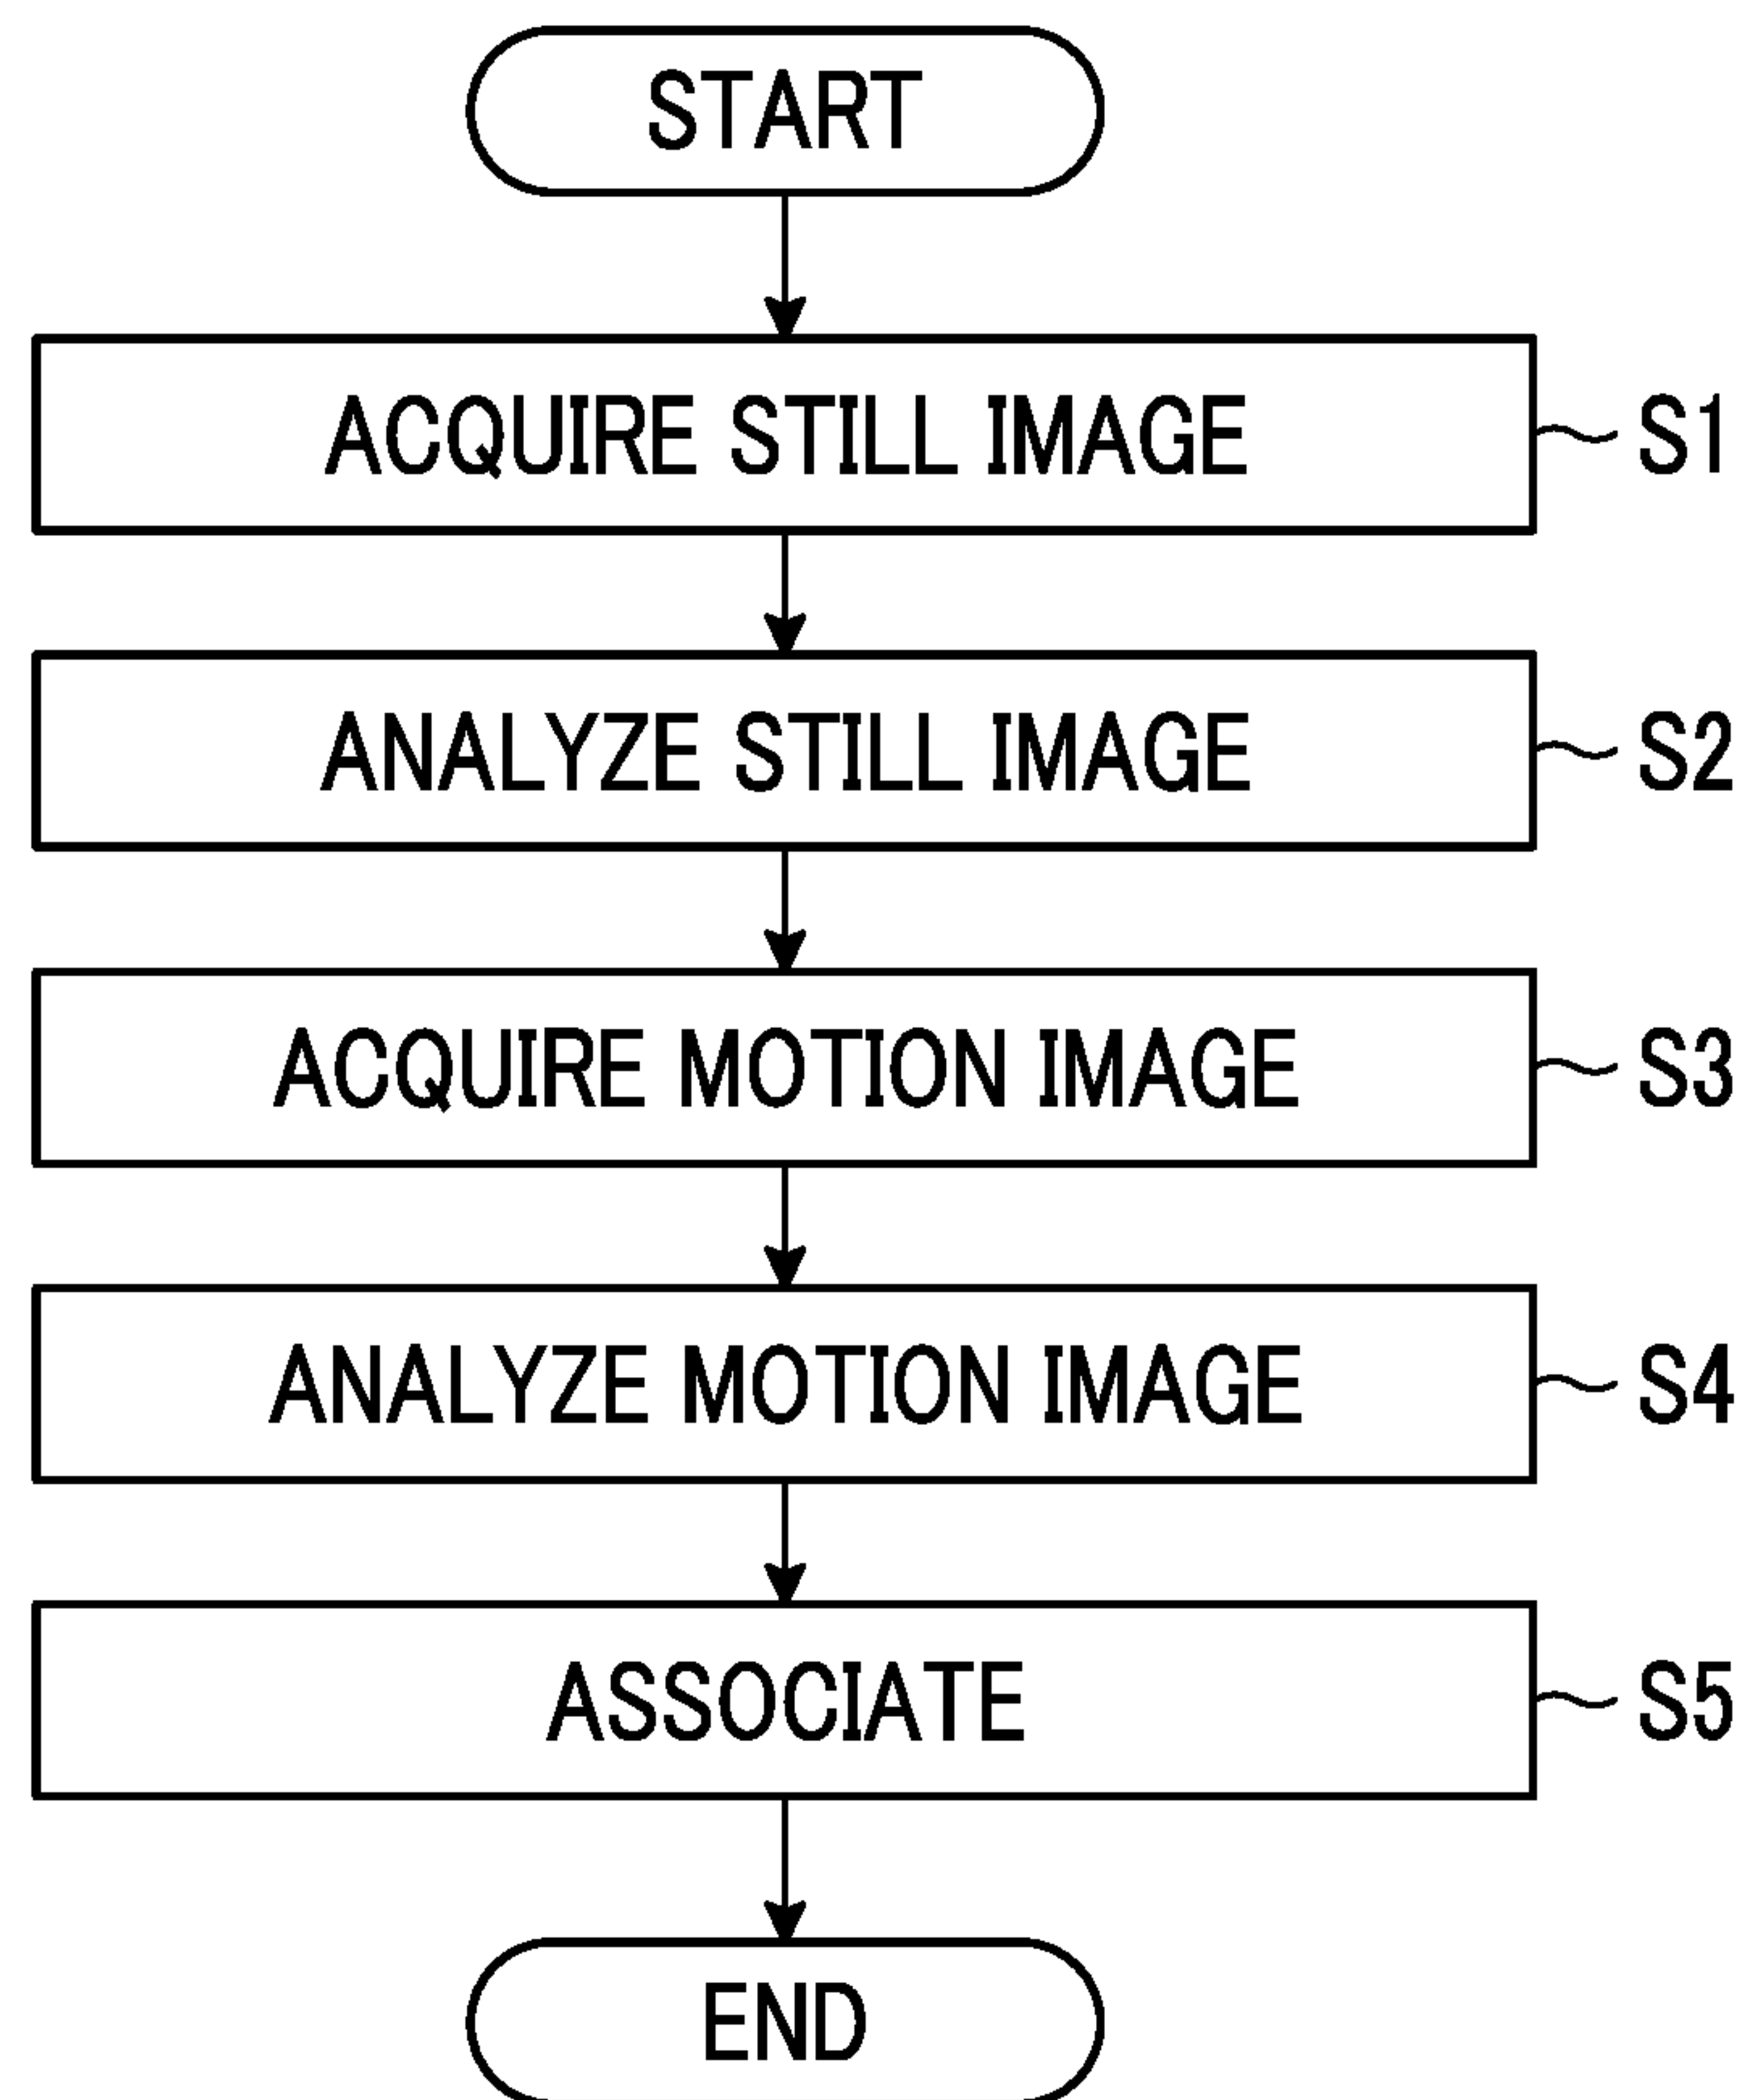 START
ACQUIRE STILL IMAGE S1
ANALYZE STILL IMAGE S2
ACQUIRE MOTION IMAGE S3
ANALYZE MOTION IMAGE S4
ASSOCIATE S5
END